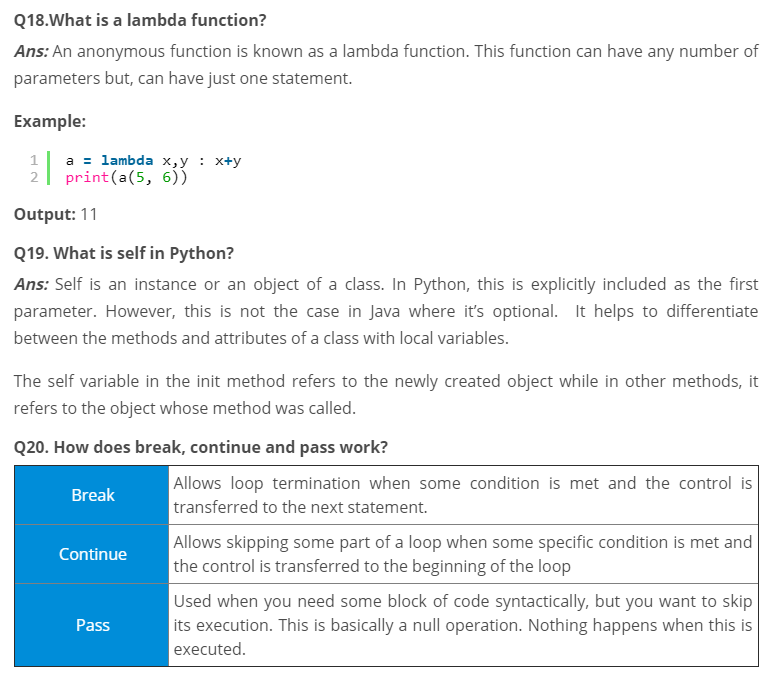 Q18.What is a lambda function?
Ans: An anonymous function is known as a lambda function. This function can have any number of
parameters but, can have just one statement.
Example:
1 a = lambda x,y : x+y
2 print(a(5, 6))
Output: 11
Q19. What is self in Python?
Ans: Self is an instance or an object of a class. In Python, this is explicitly included as the first
parameter. However, this is not the case in Java where it’s optional.  It helps to differentiate
between the methods and attributes of a class with local variables.
The self variable in the init method refers to the newly created object while in other methods, it
refers to the object whose method was called.
Q20. How does break, continue and pass work?
Break
Allows loop termination when some condition is met and the control is
transferred to the next statement.
Continue
Allows skipping some part of a loop when some specific condition is met and
the control is transferred to the beginning of the loop
Pass
Used when you need some block of code syntactically, but you want to skip
its execution. This is basically a null operation. Nothing happens when this is
executed.